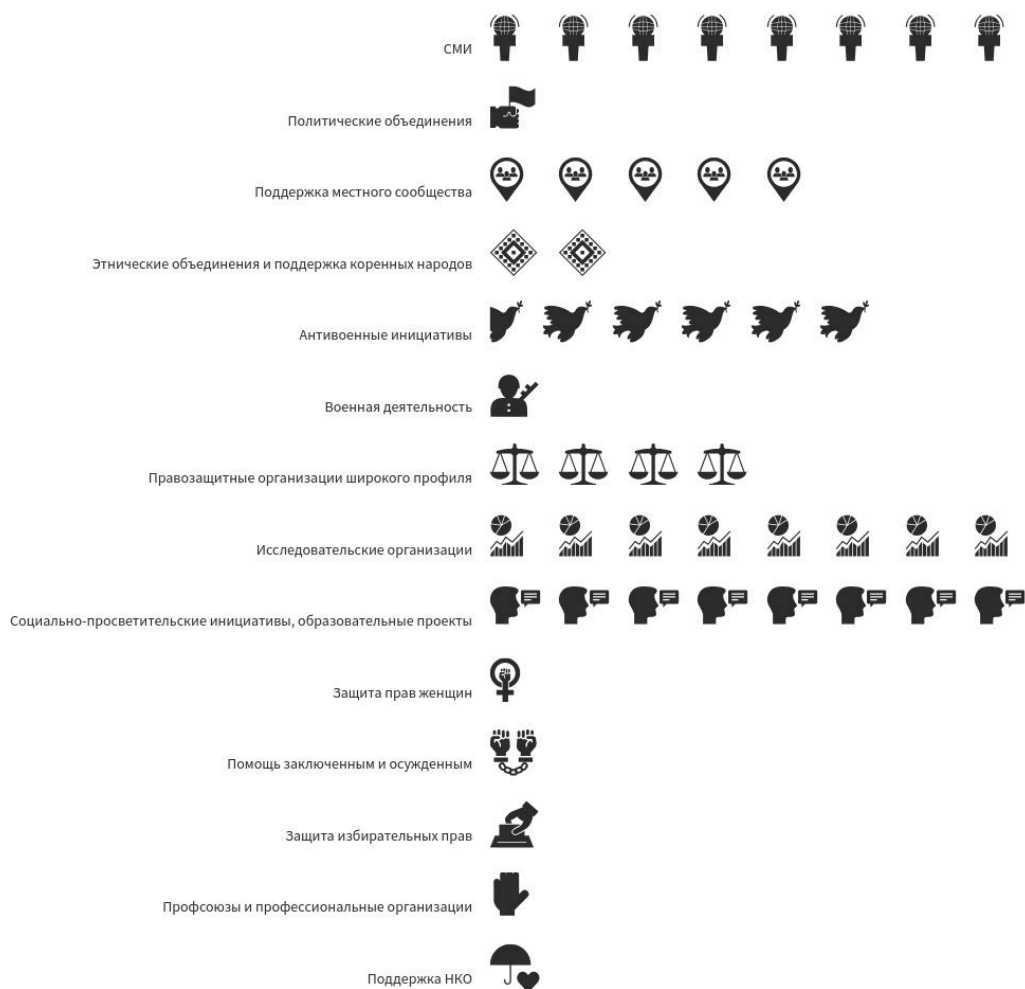 СМИ
Политические объединения
Поддержка местного сообщества
Этнические объединения и поддержка коренных народов
Антивоенные инициативы
Военная деятельность
Правозащитные организации широкого профиля
Исследовательские организации
Социально-просветительские инициативы, образовательные проекты
Защита прав женщин
Помощь заключенным и осужденным
Защита избирательных прав
Профсоюзы и профессиональные организации
Поддержка НКО